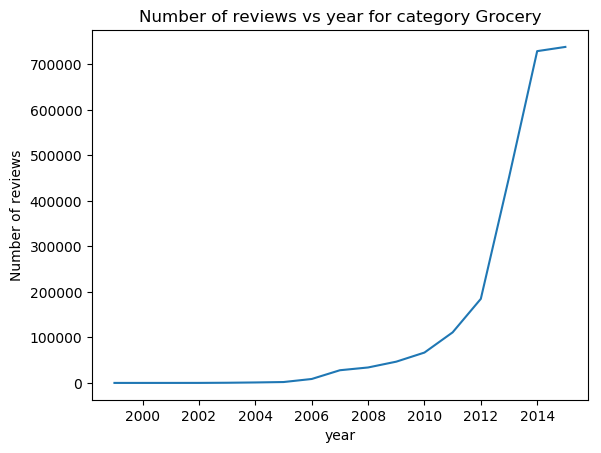 Number of reviews vs year for category Grocery
Number of reviews
700000
600000
500000
400000
300000
200000
100000
0
2000 2002 2004 2006 2008 2010 2012 2014
year